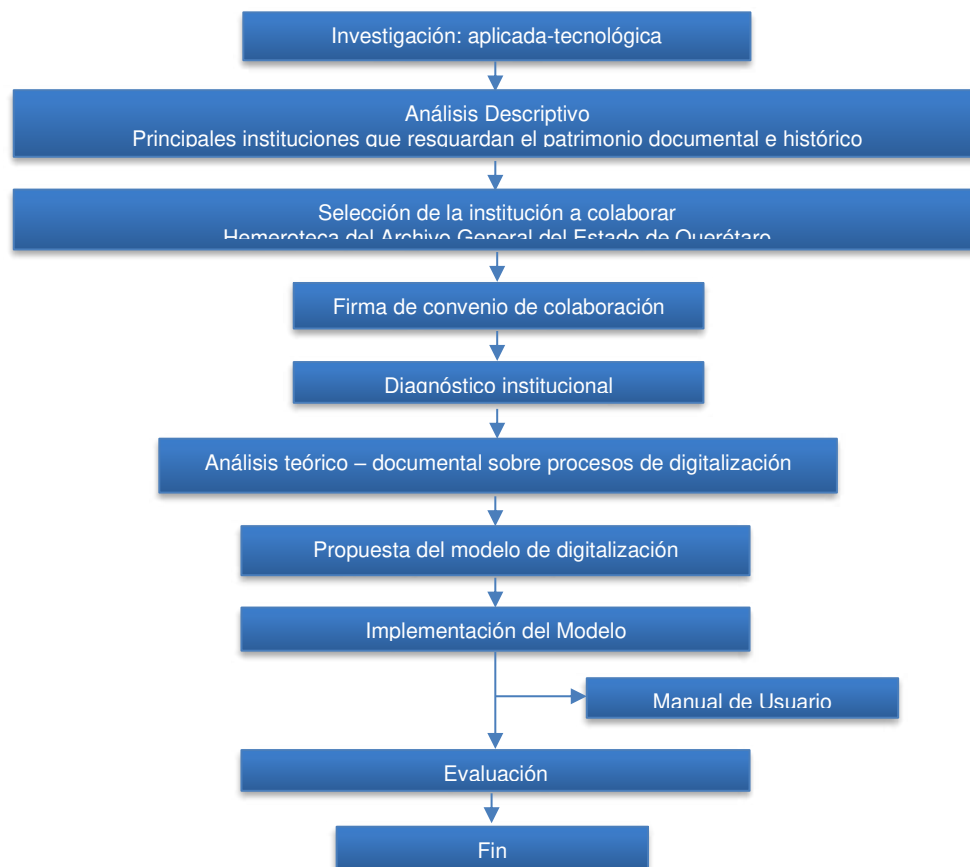 Investigación: aplicada-tecnológica
Análisis Descriptivo
Principales instituciones que resguardan el patrimonio documental e histórico
Selección de la institución a colaborar
Hemeroteca del Archivo General del Estado de Querétaro
Firma de convenio de colaboración
Diagnóstico institucional
Análisis teórico – documental sobre procesos de digitalización
Propuesta del modelo de digitalización
Implementación del Modelo
Manual de Usuario
Evaluación
Fin